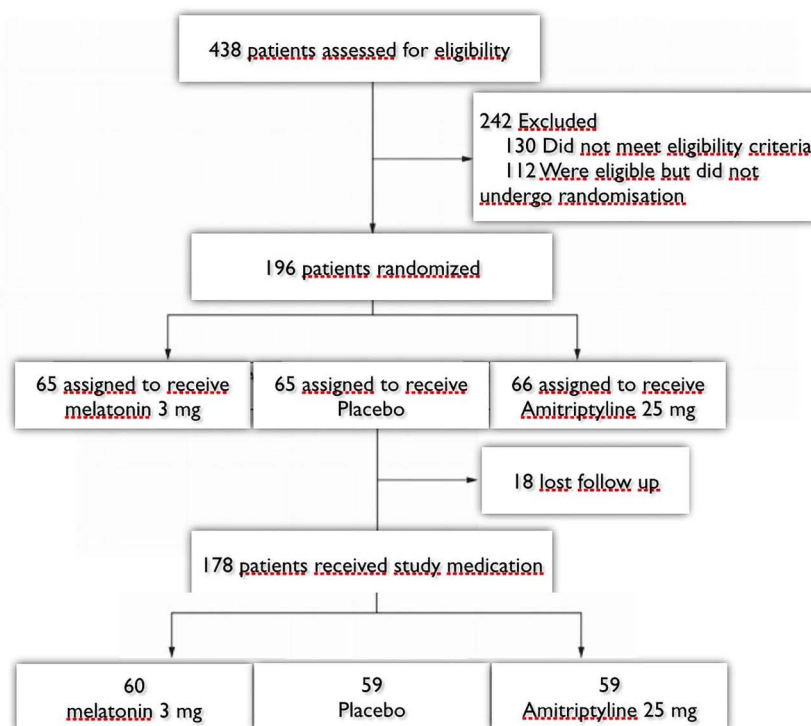 438 patients assessed for eligibility
242 Excluded
130 Did not meet eligibility criteria
112 Were eligible but did not
undergo randomisation
196 patients randomized
65 assigned to receive
melatonin 3 mg
65 assigned to receive
Placebo
66 assigned to receive
Amitriptyline 25 mg
18 lost follow up
178 patients received study medication
60
melatonin 3 mg
59
Placebo
59
Amitriptyline 25 mg